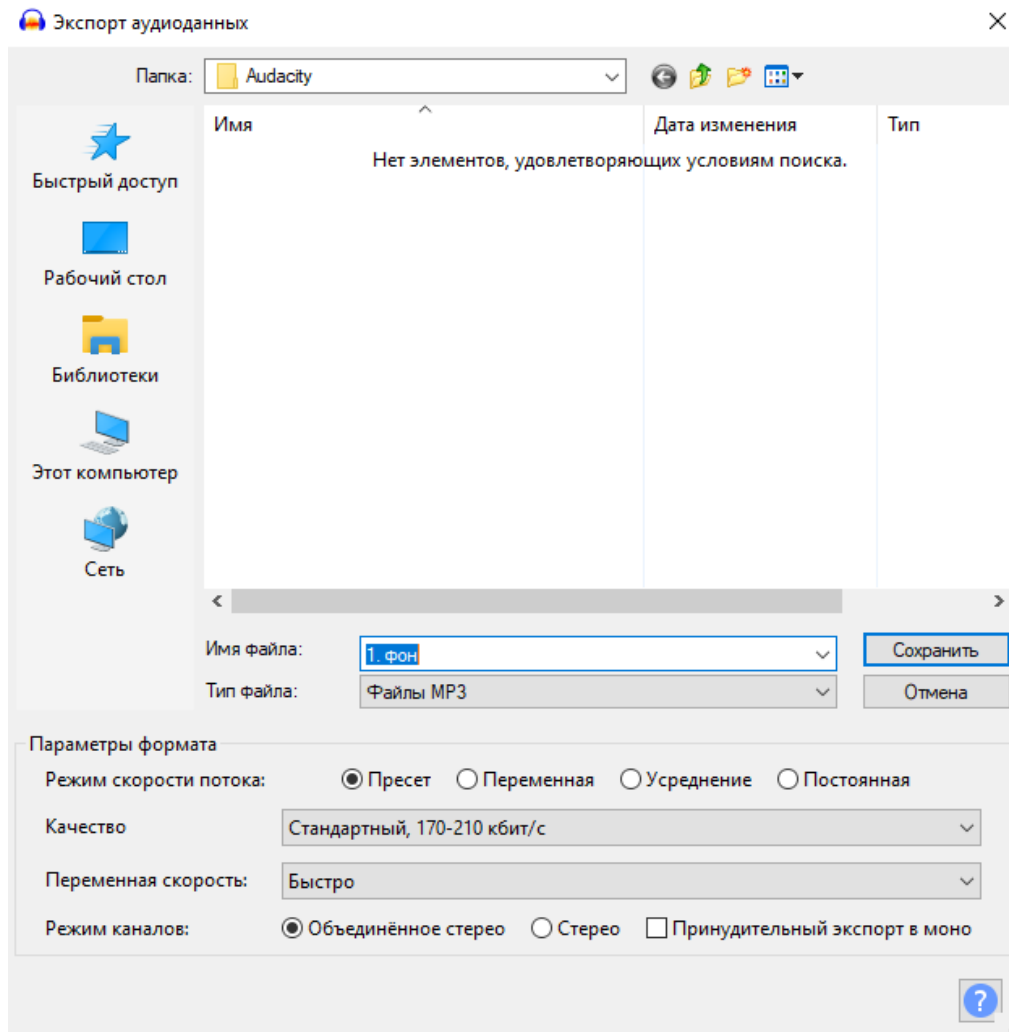 Экспорт аудиоданных
Папка: Audacity
Имя Дата изменения Тип
Нет элементов, удовлетворяющих условиям поиска.
Быстрый доступ
Рабочий стол
Библиотеки
Этот компьютер
Сеть
Имя файла: 1. фон Сохранить
Тип файла: Файлы MP3 Отмена
Параметры формата
Режим скорости потока: Пресет Переменная Усреднение Постоянная
Качество Стандартный, 170-210 кбит/с
Переменная скорость: Быстро
Режим каналов: Объединённое стерео Стерео Принудительный экспорт в моно
?